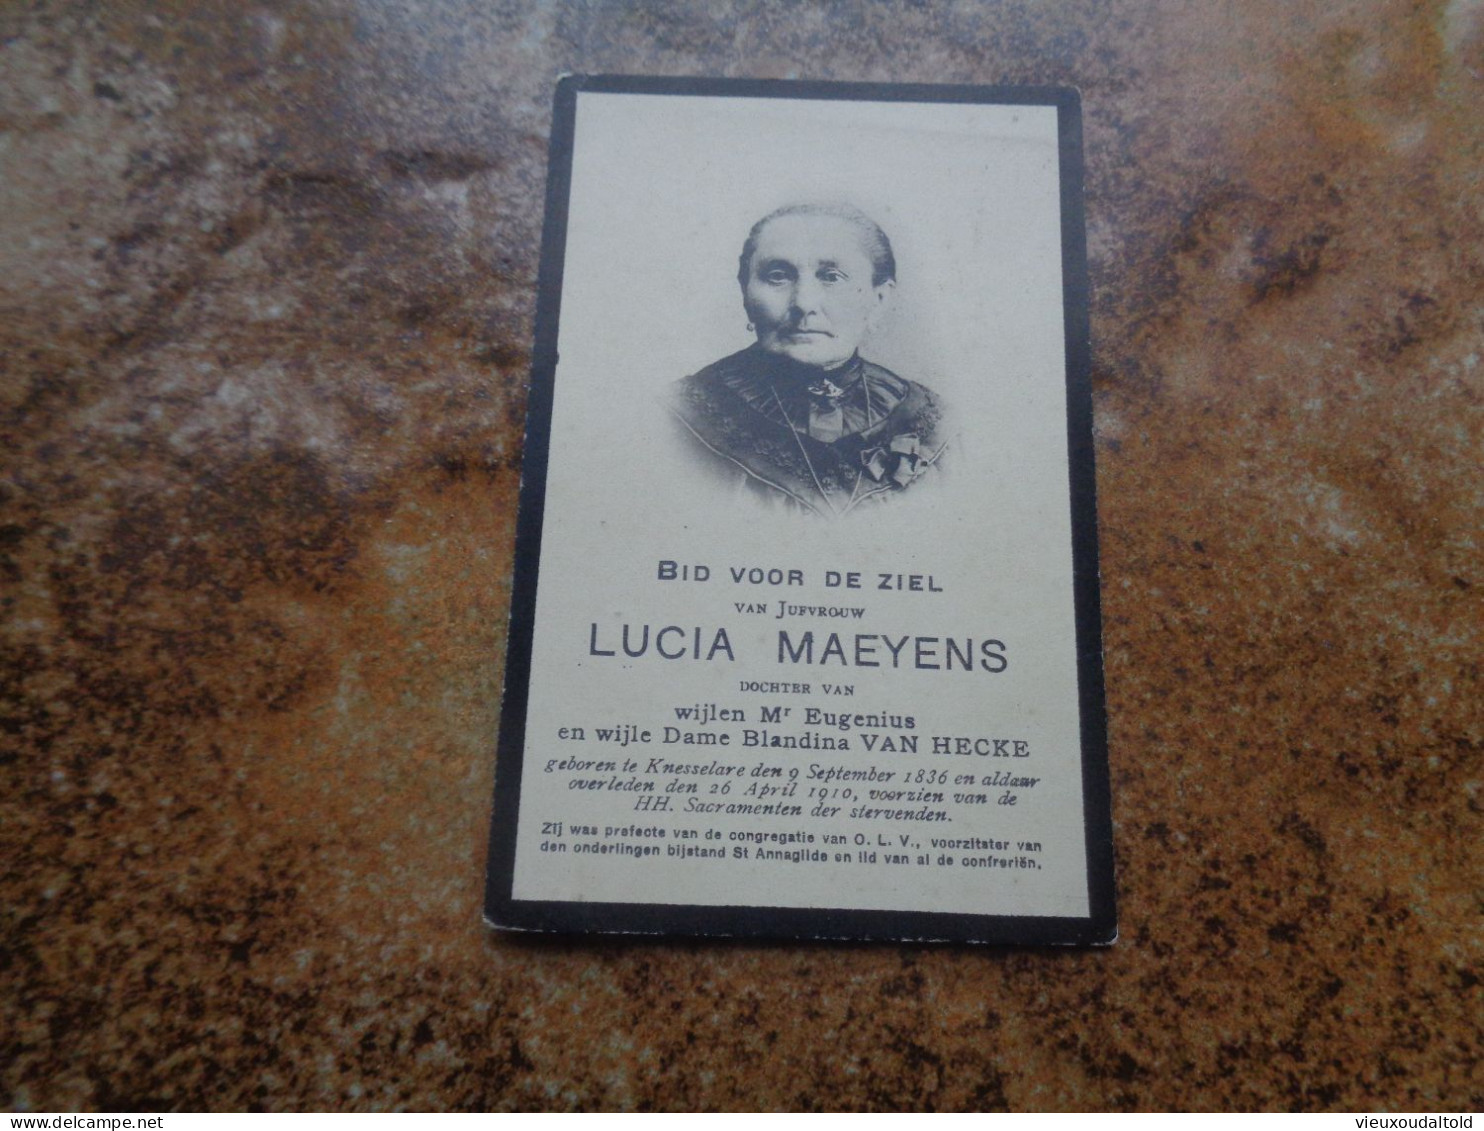 BID VOOR DE ZIEL
VAN JUFVROUW
LUCIA MAEYENS
DOCHTER VAN
wijlen Mr Eugenius
en wijle Dame Blandina VAN HECKE
geboren te Knesselare den 9 September 1836 en aldaar
overleden den 26 April 1910, voorzien van de
HH. Sacramenten der stervenden.
Zij was prefecte van de congregatie van O. L. V., voorzitster van
den onderlingen bijstand St Annagilde en lid van al de confreriën.
© delcampe.net
vieuxoudaltold